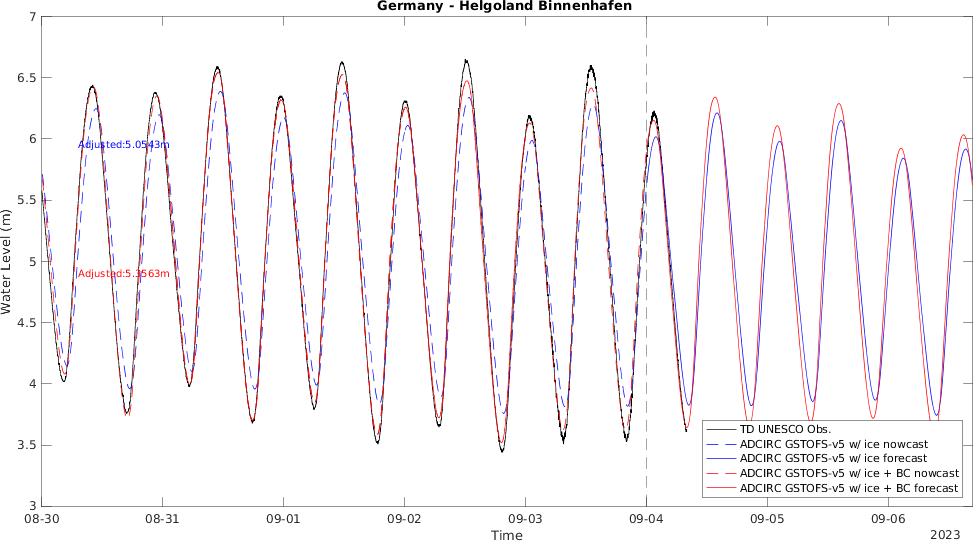 Germany - Helgoland Binnenhafen
7
6.5
6
5.5
5
4.5
4
3.5
3
Water Level (m)
Adjusted:5.0543m
Adjusted:5.3563m
TD UNESCO Obs.
ADCIRC GSTOFS-v5 w/ ice nowcast
ADCIRC GSTOFS-v5 w/ ice forecast
ADCIRC GSTOFS-v5 w/ ice + BC nowcast
ADCIRC GSTOFS-v5 w/ ice + BC forecast
08-30 08-31 09-01 09-02 09-03 09-04 09-05 09-06
Time
2023